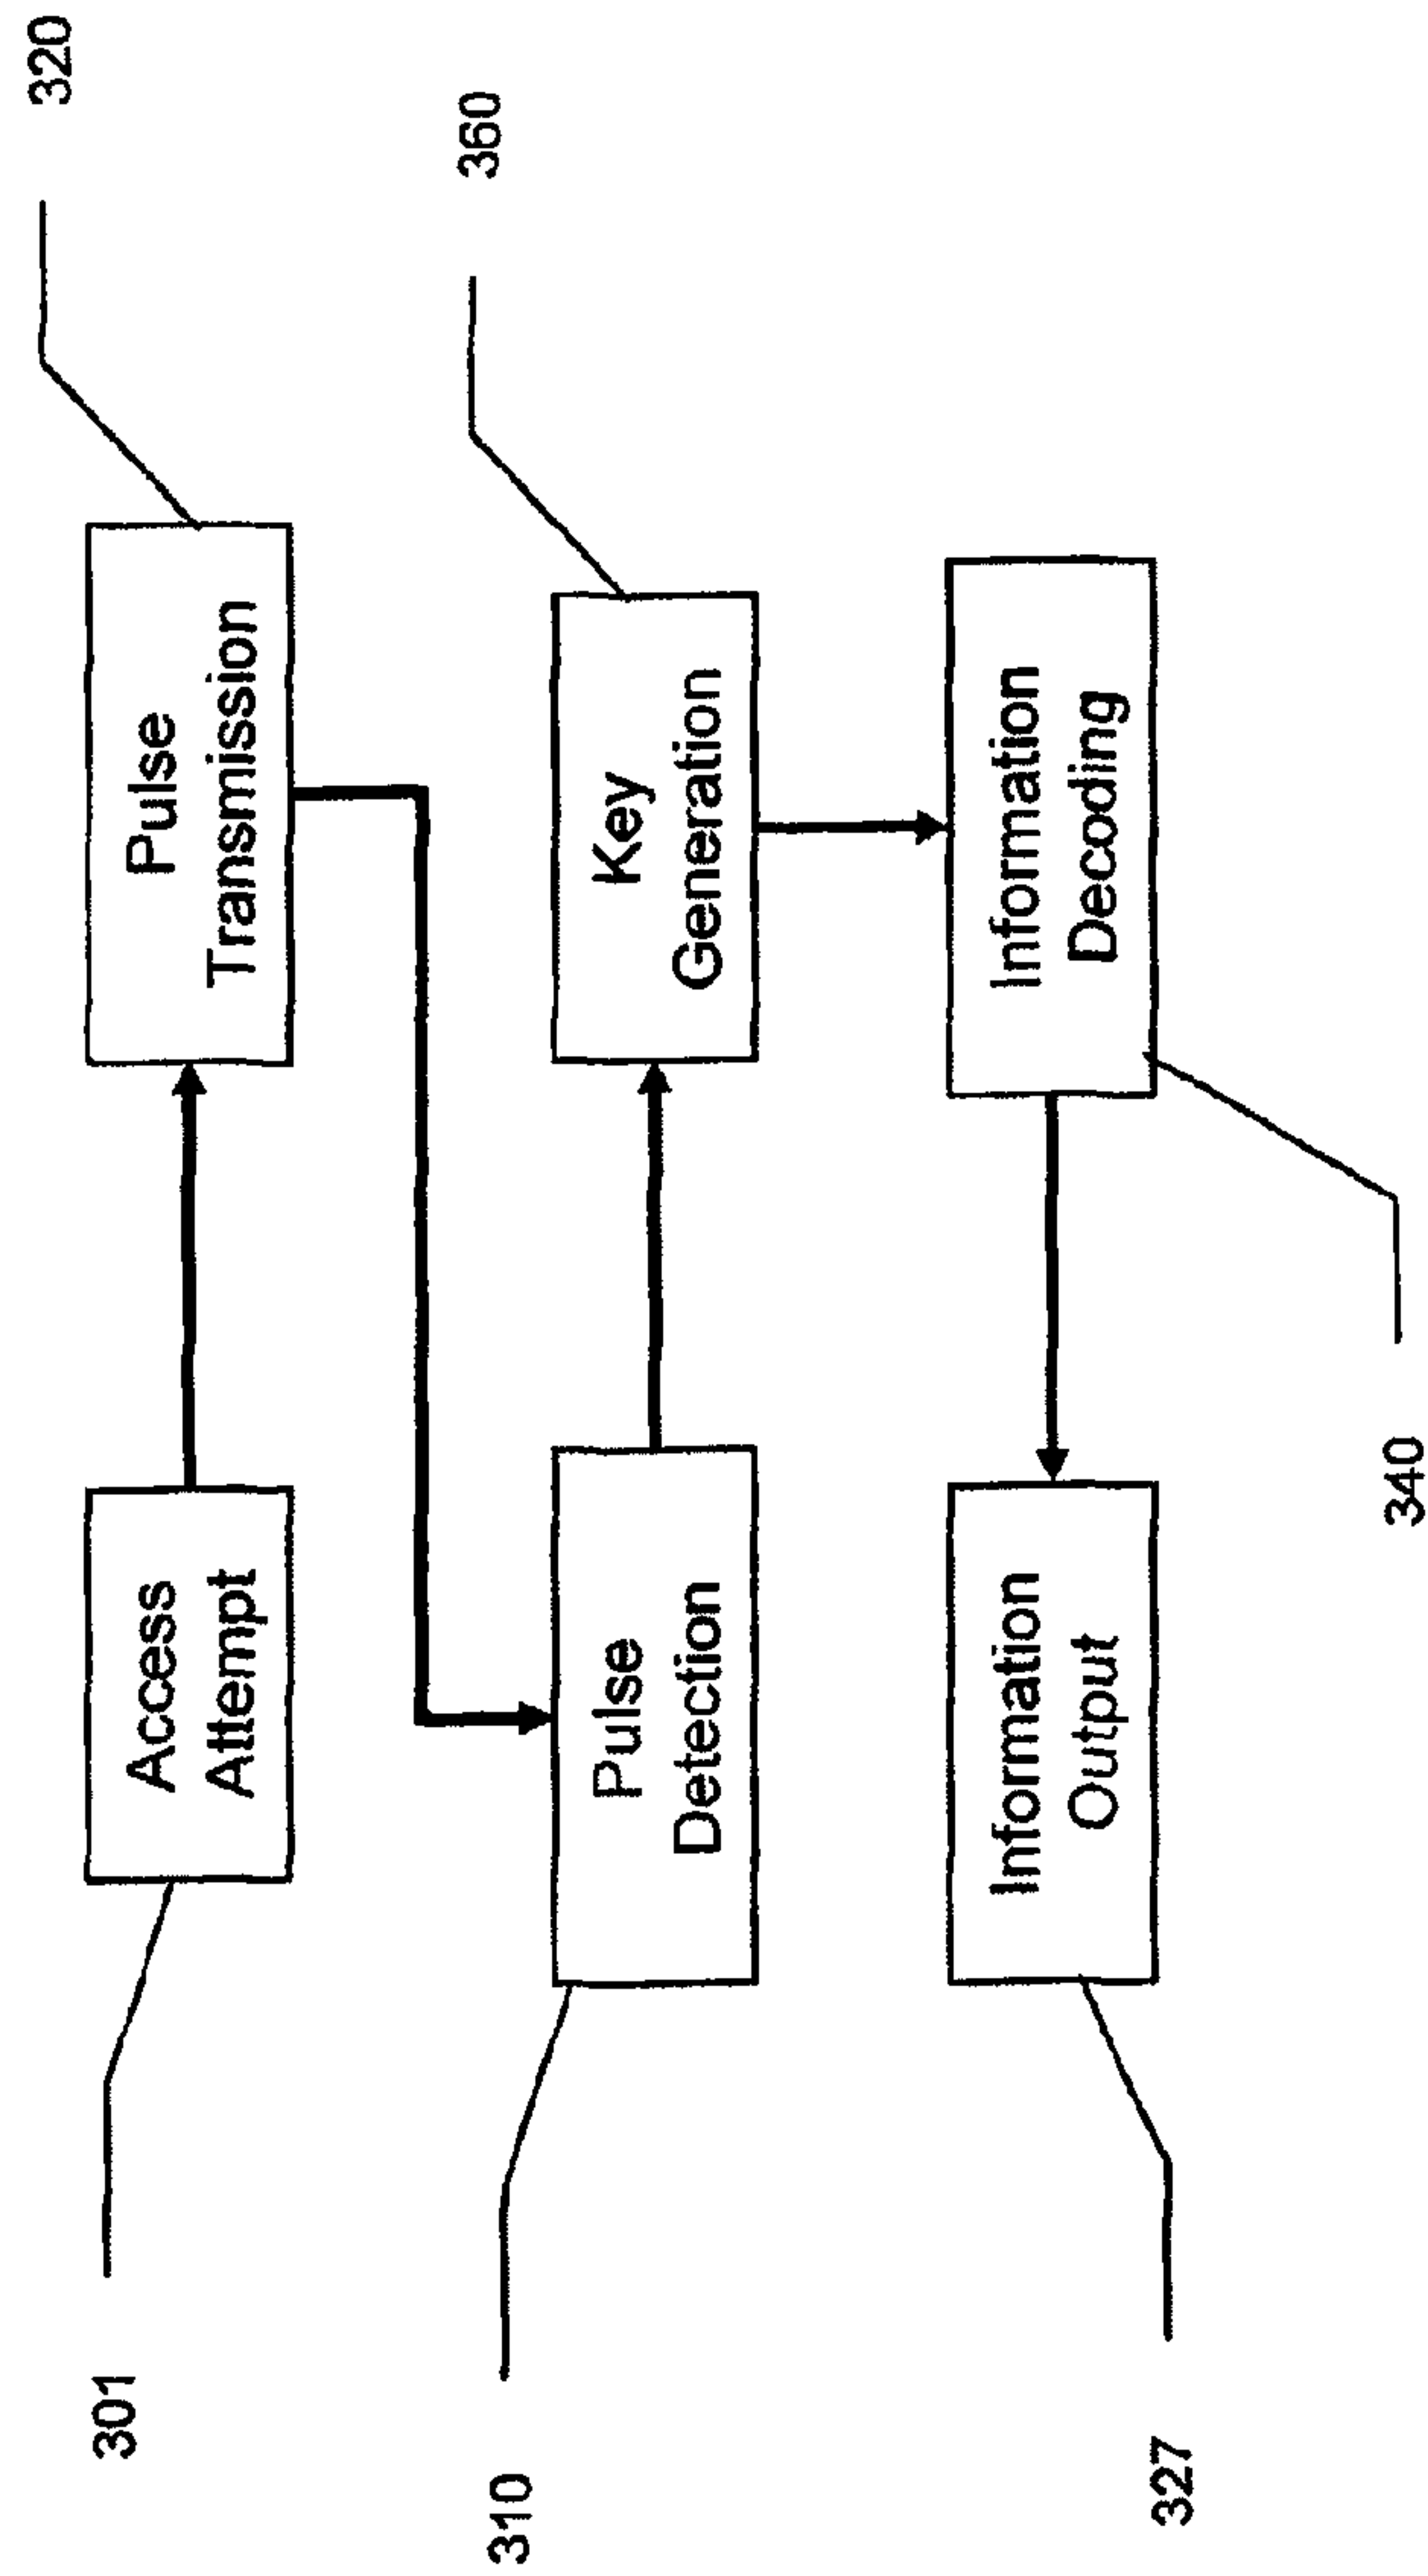 320
Access
Attempt
Pulse
Transmission
301
360
Pulse
Detection
Key
Generation
310
Information
Output
Information
Decoding
327
340